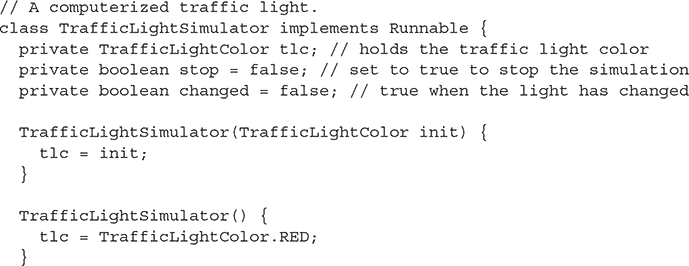 // A computerized traffic light.
class TrafficLightSimulator implements Runnable {
  private TrafficLightColor tlc; // holds the traffic light color
  private boolean stop = false; // set to true to stop the simulation
  private boolean changed = false; // true when the light has changed

  TrafficLightSimulator(TrafficLightColor init) {
    tlc = init;
  }

  TrafficLightSimulator() {
    tlc = TrafficLightColor.RED;
  }